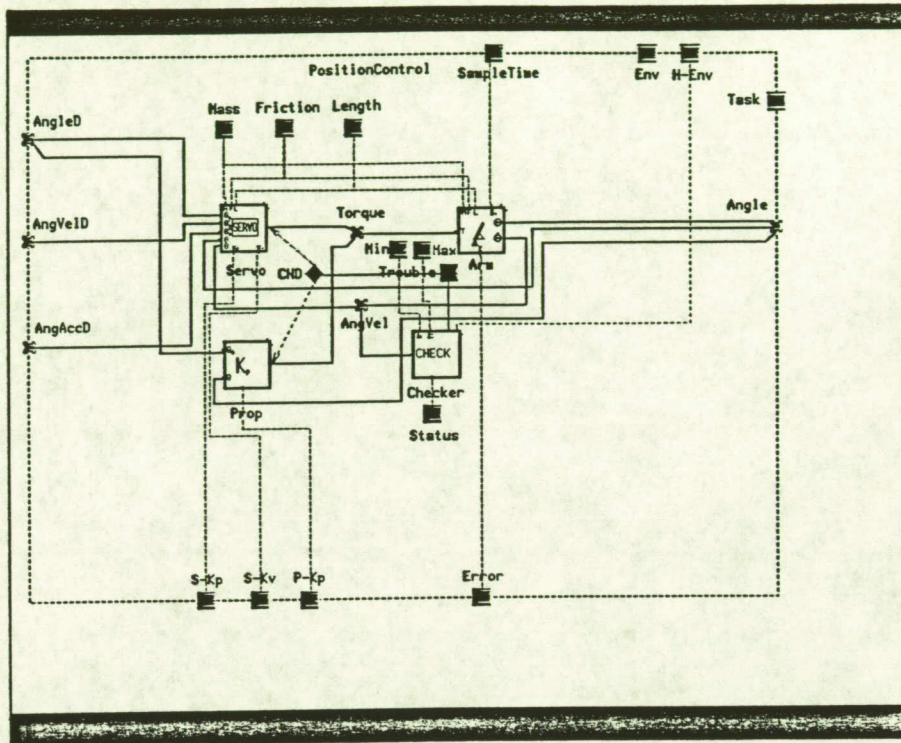 PositionControl
SampleTime
Env
M-Env
Task
Mass
Friction
Length
AngleD
AngVelD
AngAccD
SERVO
Servo
Torque
Min
Max
Trouble
Arm
Angle
CND
AngVel
K
Prop
CHECK
Checker
Status
S-Kp
S-Kv
P-Kp
Error